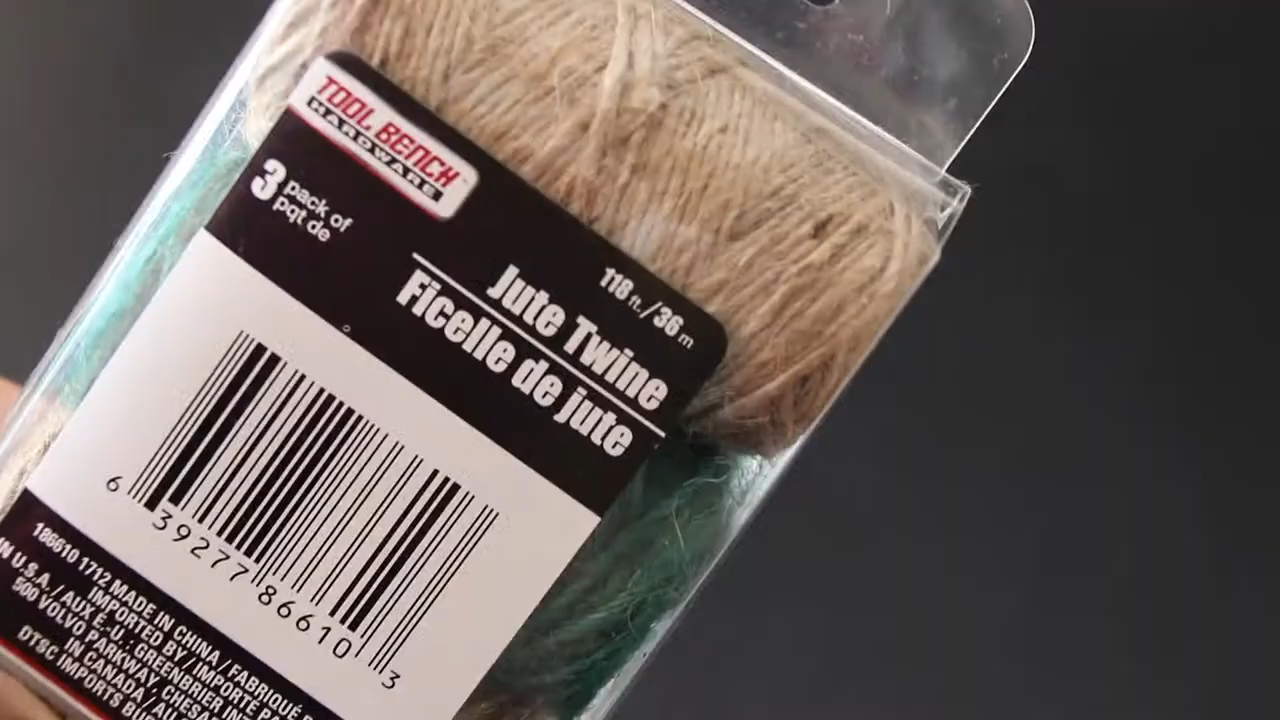 TOOL BENCH
HARDWARE
3 pack of
pqt de
118 ft./36 m
Jute Twine
Ficelle de jute
6 39277 86610 3
186610 1712 MADE IN CHINA / FABRIQUÉ
IMPORTED BY / IMPORTÉ
IN U.S.A. / AUX É.-U.: GREENBRIER
500 VOLVO PARKWAY,
IN CANADA / AU
DTSC IMPORTS